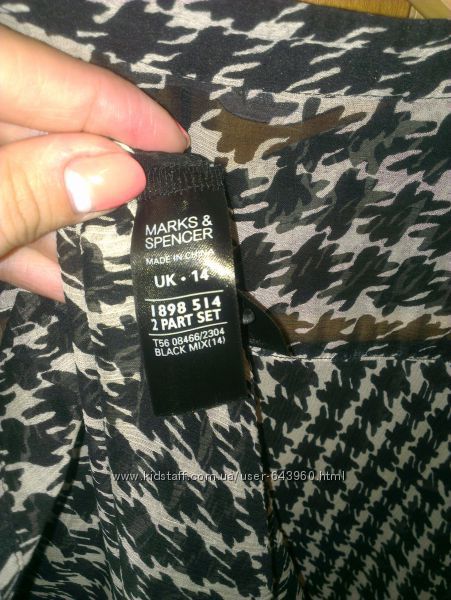 MARKS &
SPENCER
MADE IN CHINA
UK • 14
1898 514
2 PART SET
T56 08466/2304
BLACK MIX(14)
www.kidstaff.com.ua/user-643960.html